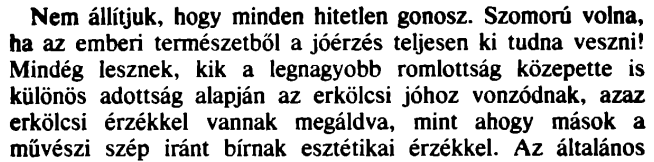 Nem állítjuk, hogy minden hitetlen gonosz. Szomorú volna,
ha az emberi természetből a jóérzés teljesen ki tudna veszni!
Mindég lesznek, kik a legnagyobb romlottság közepette is
különös adottság alapján az erkölcsi jóhoz vonzódnak, azaz
erkölcsi érzékkel vannak megáldva, mint ahogy mások a
művészi szép iránt bírnak esztétikai érzékkel. Az általános